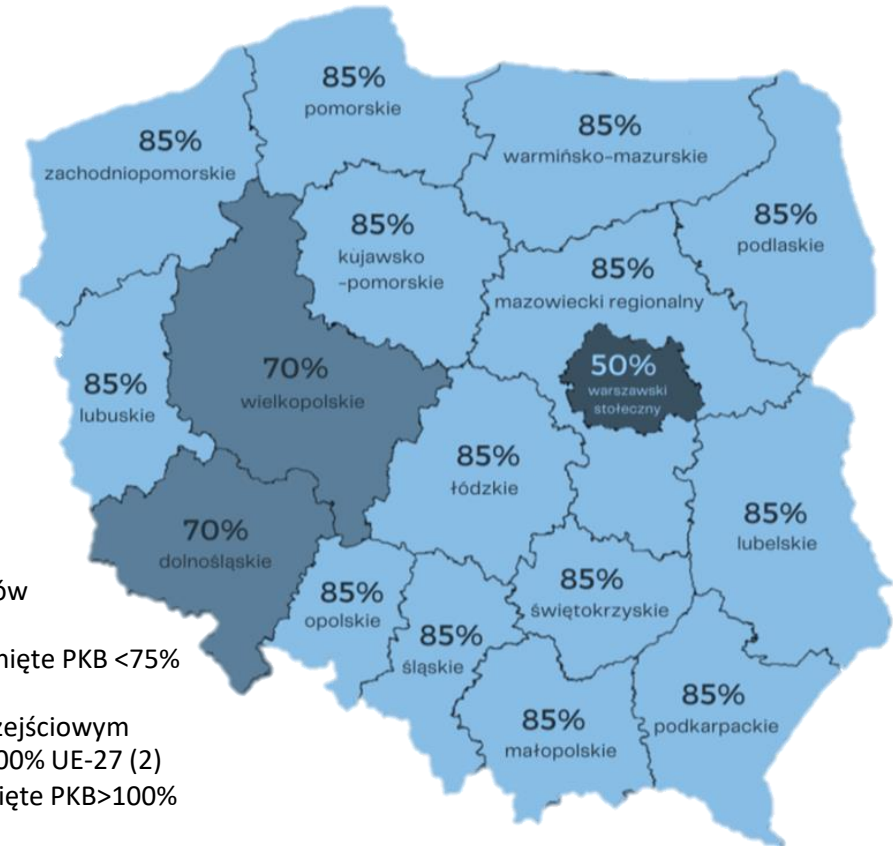 85%
pomorskie
85%
zachodniopomorskie
85%
warmińsko-mazurskie
85%
podlaskie
85%
kujawsko
-pomorskie
85%
mazowiecki regionalny
50%
warszawski
stołeczny
70%
wielkopolskie
85%
lubuskie
85%
łódzkie
85%
lubelskie
70%
dolnośląskie
85%
opolskie
85%
śląskie
85%
świętokrzyskie
85%
małopolskie
85%
podkarpackie
ów
nięte PKB <75%
zejściowym
00% UE-27 (2)
ięte PKB>100%